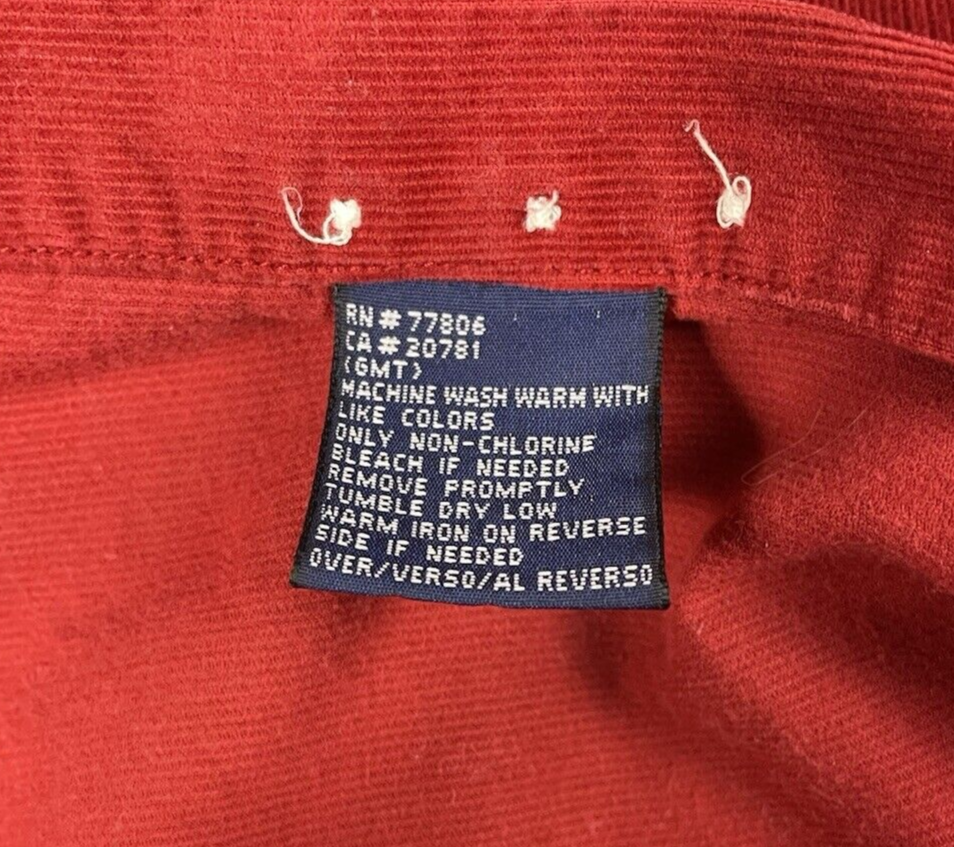 RN # 77806
CA # 20781
(GMT)
MACHINE WASH WARM WITH
LIKE COLORS
ONLY NON-CHLORINE
BLEACH IF NEEDED
REMOVE PROMPTLY
TUMBLE DRY LOW
WARM IRON ON REVERSE
SIDE IF NEEDED
OVER/VERSO/AL REVERSO